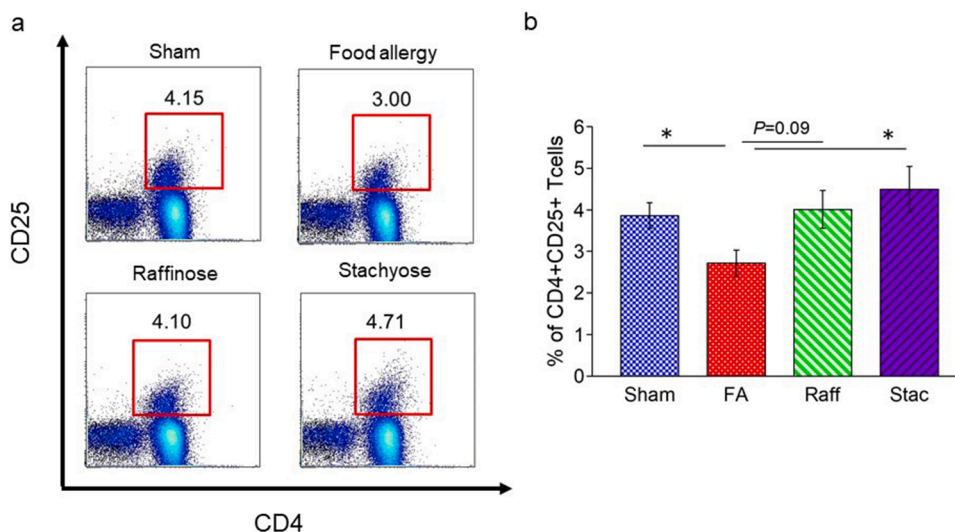 a
Sham
Food allergy
4.15
3.00
CD25
Raffinose
Stachyose
4.10
4.71
CD4
b
% of CD4+CD25+ Tcells
6
5
4
3
2
1
0
*
P=0.09
*
Sham
FA
Raff
Stac